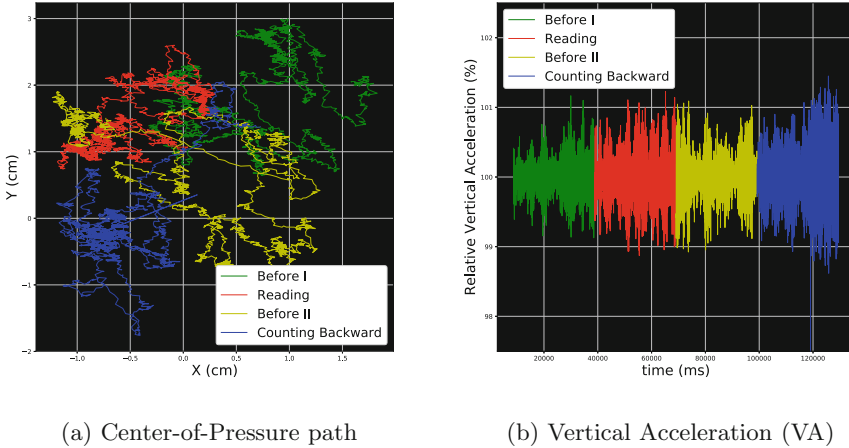 3
2
1
0
−1
−2
Y (cm)
−1.0
−0.5
0.0
0.5
1.0
1.5
X (cm)
Before I
Reading
Before II
Counting Backward
(a) Center-of-Pressure path
102
101
100
99
98
Relative Vertical Acceleration (%)
Before I
Reading
Before II
Counting Backward
20000
40000
60000
80000
100000
120000
time (ms)
(b) Vertical Acceleration (VA)